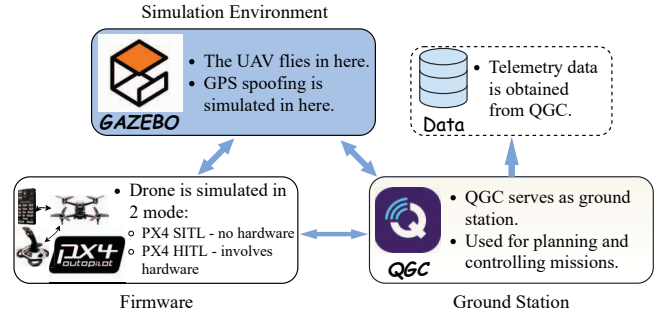 Simulation Environment
• The UAV flies in here.
• GPS spoofing is
simulated in here.
GAZEBO
• Telemetry data
is obtained
from QGC.
Data
• Drone is simulated in
2 mode:
○ PX4 SITL - no hardware
○ PX4 HITL - involves
hardware
px4
autopilot
Firmware
• QGC serves as ground
station.
• Used for planning and
controlling missions.
QGC
Ground Station